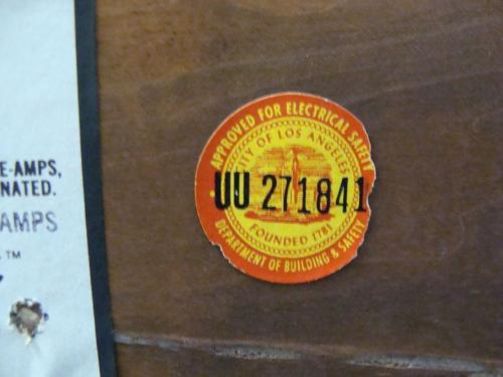 E-AMPS,
NATED.
AMPS
TM
APPROVED FOR ELECTRICAL SAFETY
CITY OF LOS ANGELES
UU 271841
FOUNDED 1781
DEPARTMENT OF BUILDING & SAFETY